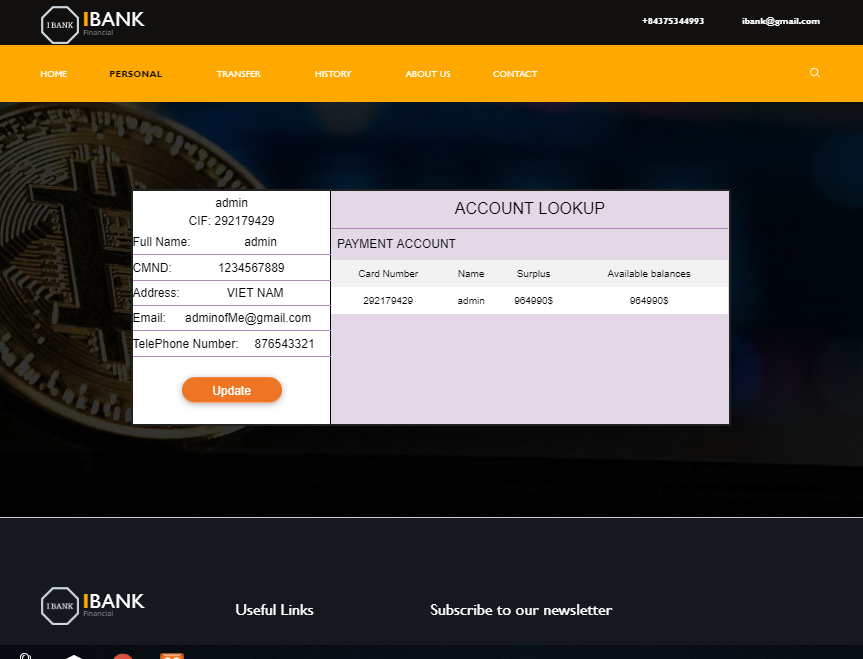 I BANK
IBANK
Financial
+84375344993 ibank@gmail.com
HOME PERSONAL TRANSFER HISTORY ABOUT US CONTACT
admin
CIF: 292179429
Full Name: admin
CMND: 1234567889
Address: VIET NAM
Email: adminofMe@gmail.com
TelePhone Number: 876543321
Update
ACCOUNT LOOKUP
PAYMENT ACCOUNT
Card Number Name Surplus Available balances
292179429 admin 964990$ 964990$
I BANK
IBANK
Financial
Useful Links
Subscribe to our newsletter